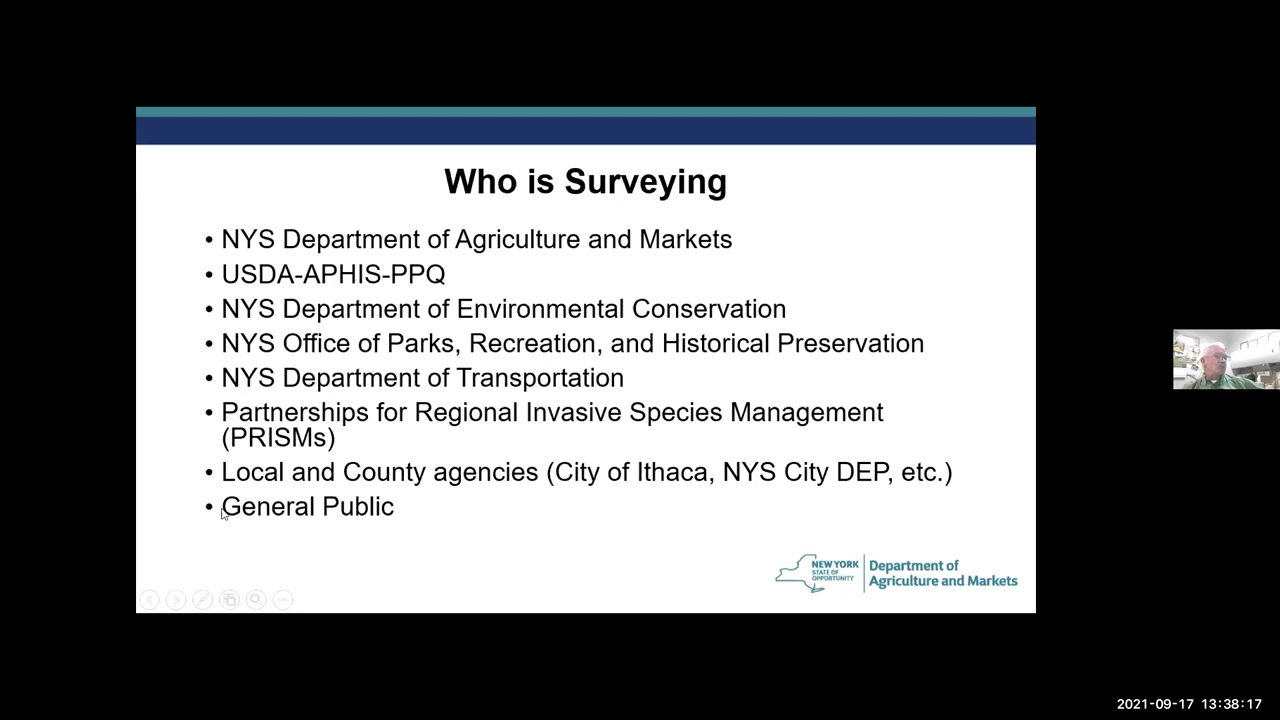 Who is Surveying
• NYS Department of Agriculture and Markets
• USDA-APHIS-PPQ
• NYS Department of Environmental Conservation
• NYS Office of Parks, Recreation, and Historical Preservation
• NYS Department of Transportation
• Partnerships for Regional Invasive Species Management
(PRISMs)
• Local and County agencies (City of Ithaca, NYS City DEP, etc.)
• General Public
NEW YORK
STATE OF
OPPORTUNITY
Department of
Agriculture and Markets
2021-09-17 13:38:17